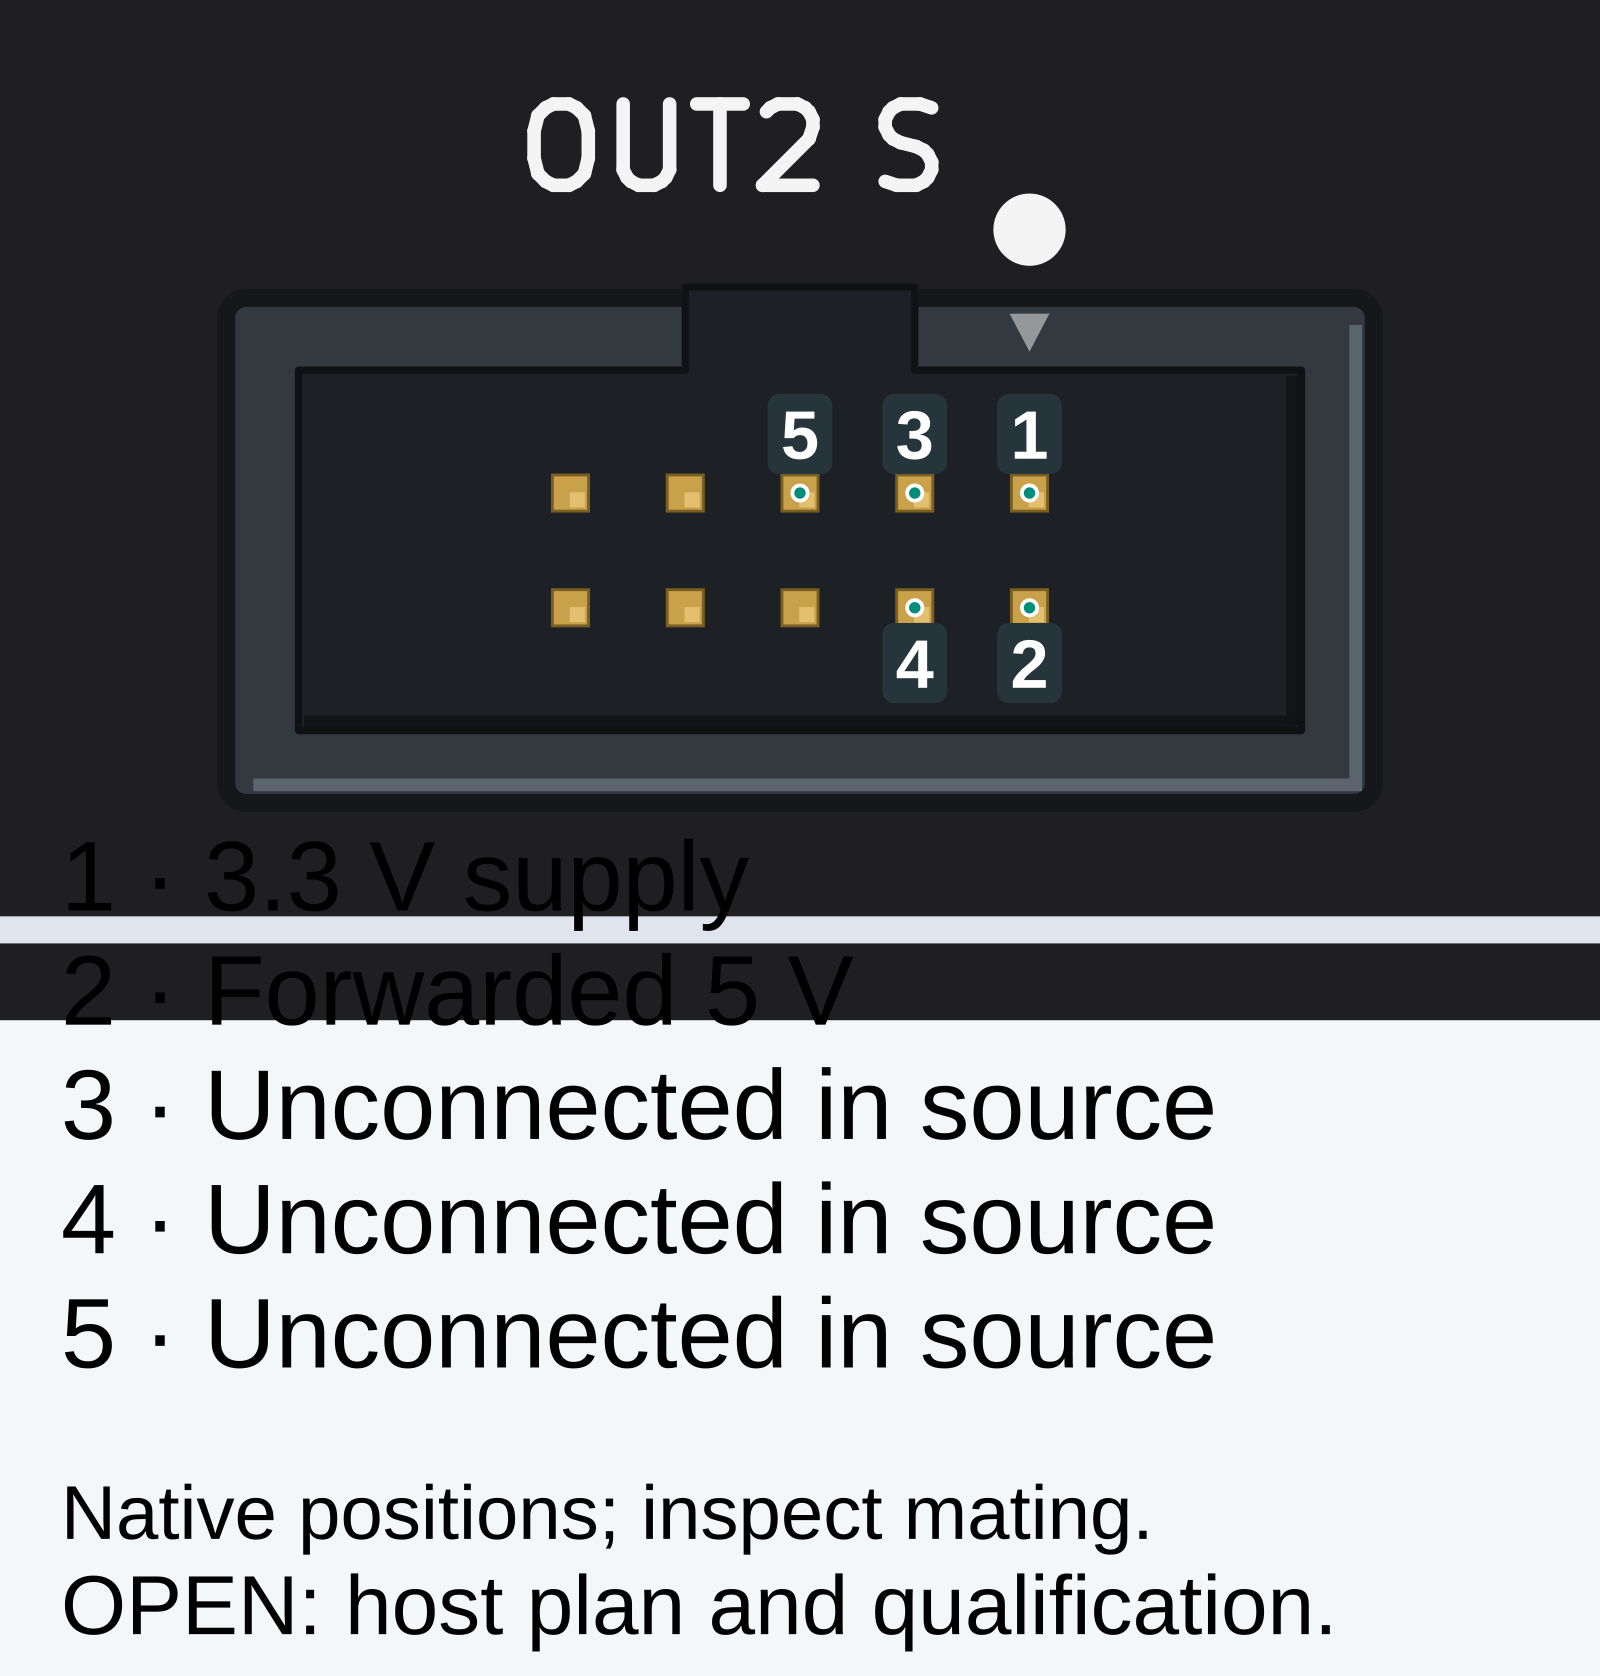 OUT2 S
5 3 1
4 2
1 · 3.3 V supply
2 · Forwarded 5 V
3 · Unconnected in source
4 · Unconnected in source
5 · Unconnected in source
Native positions; inspect mating.
OPEN: host plan and qualification.